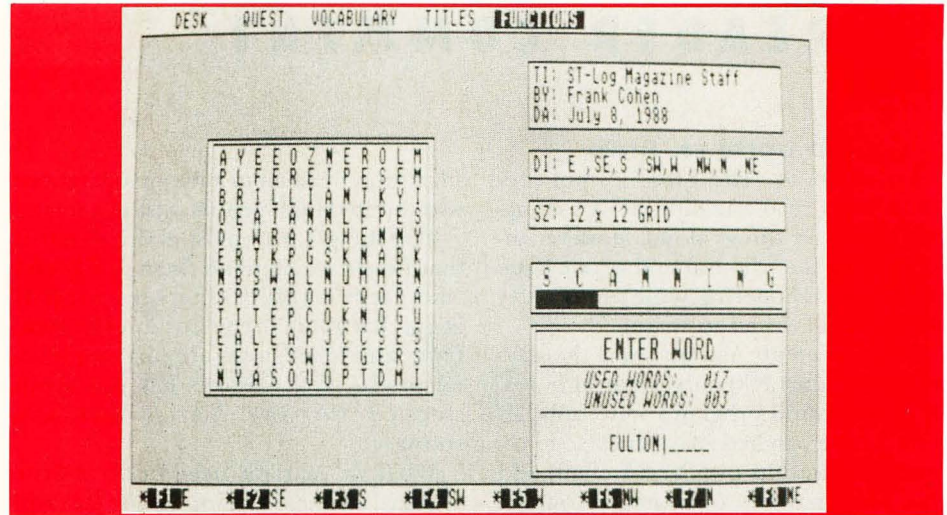 DESK QUEST VOCABULARY TITLES FUNCTIONS
TI: ST-Log Magazine Staff
BY: Frank Cohen
DA: July 8, 1988
DI: E ,SE,S ,SW,W ,NW,N ,NE
SZ: 12 x 12 GRID
A Y E E O Z N E R O L M
P L F E R E I P E S E M
B R I L L I A N T K Y I
O E A T A N N L F P E S
D I W R A C O H E N N Y
E R T K P G S K N A B K
N B S W A L N U M M E N
S P P I P O H L Q O R A
T I T E P C O K N O G U
E A L E A P J C C S E S
I E I I S W I E G E R S
N Y A S O U O P T D M I
S C A N N I N G
ENTER WORD
USED WORDS: 017
UNUSED WORDS: 003
FULTON|_____
*F1 E *F2 SE *F3 S *F4 SW *F5 W *F6 NW *F7 N *F8 NE